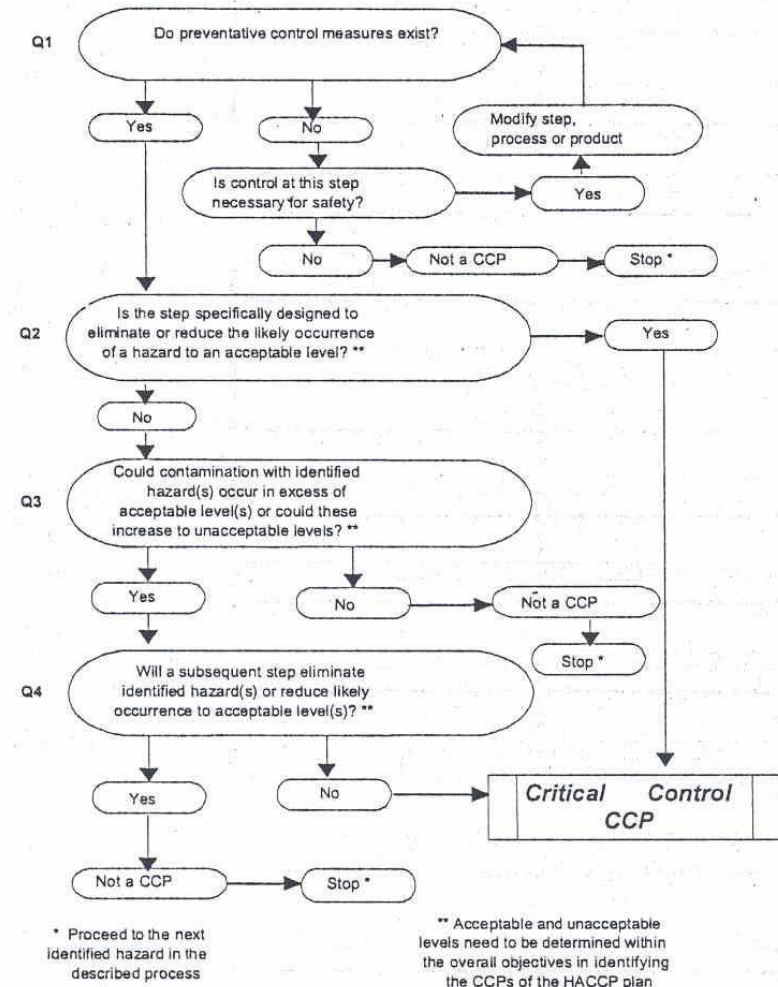 Q1
Do preventative control measures exist?
Yes
No
Modify step,
process or product
Is control at this step
necessary for safety?
Yes
No
Not a CCP
Stop *
Q2
Is the step specifically designed to
eliminate or reduce the likely occurrence
of a hazard to an acceptable level? **
Yes
No
Q3
Could contamination with identified
hazard(s) occur in excess of
acceptable level(s) or could these
increase to unacceptable levels? **
Yes
No
Not a CCP
Stop *
Q4
Will a subsequent step eliminate
identified hazard(s) or reduce likely
occurrence to acceptable level(s)? **
Yes
No
Critical Control
CCP
Not a CCP
Stop *
* Proceed to the next
identified hazard in the
described process
** Acceptable and unacceptable
levels need to be determined within
the overall objectives in identifying
the CCPs of the HACCP plan